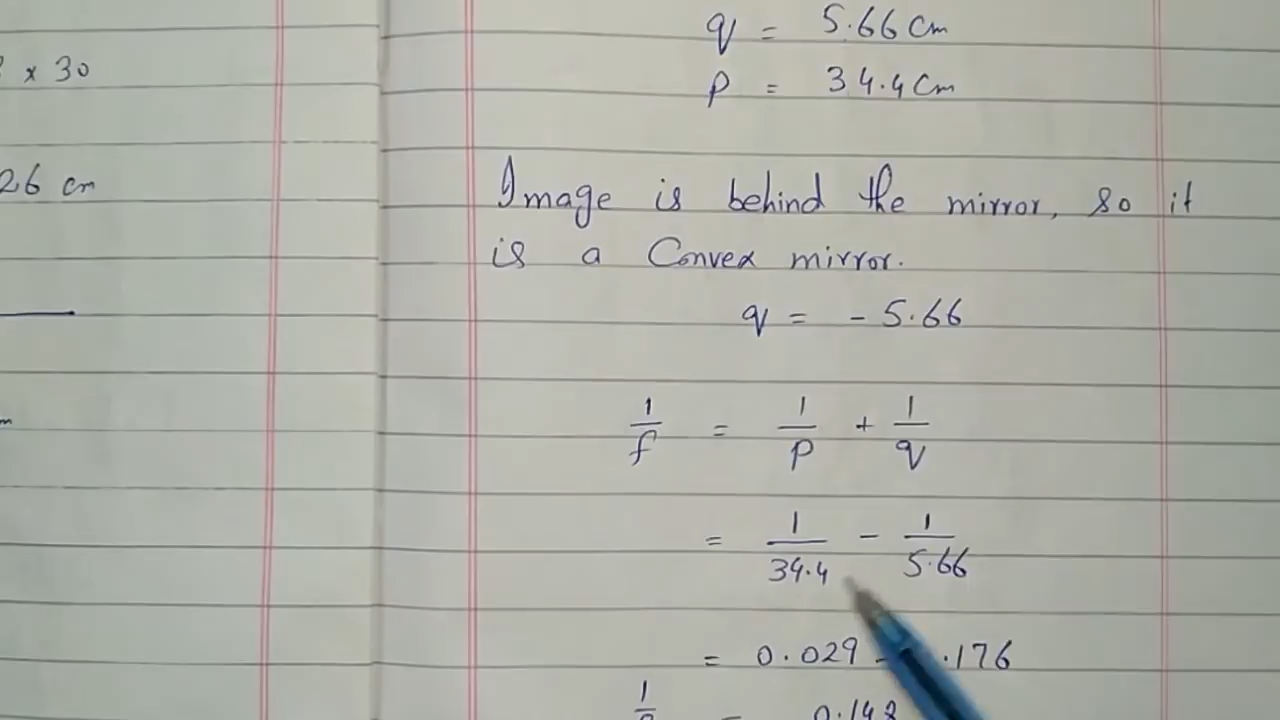 x 30
26 cm
m
q = 5.66 Cm
P = 34.4 Cm
Image is behind the mirror, so it
is a Convex mirror.
q = - 5.66
1/f = 1/p + 1/q
= 1/34.4 - 1/5.66
= 0.029 - .176